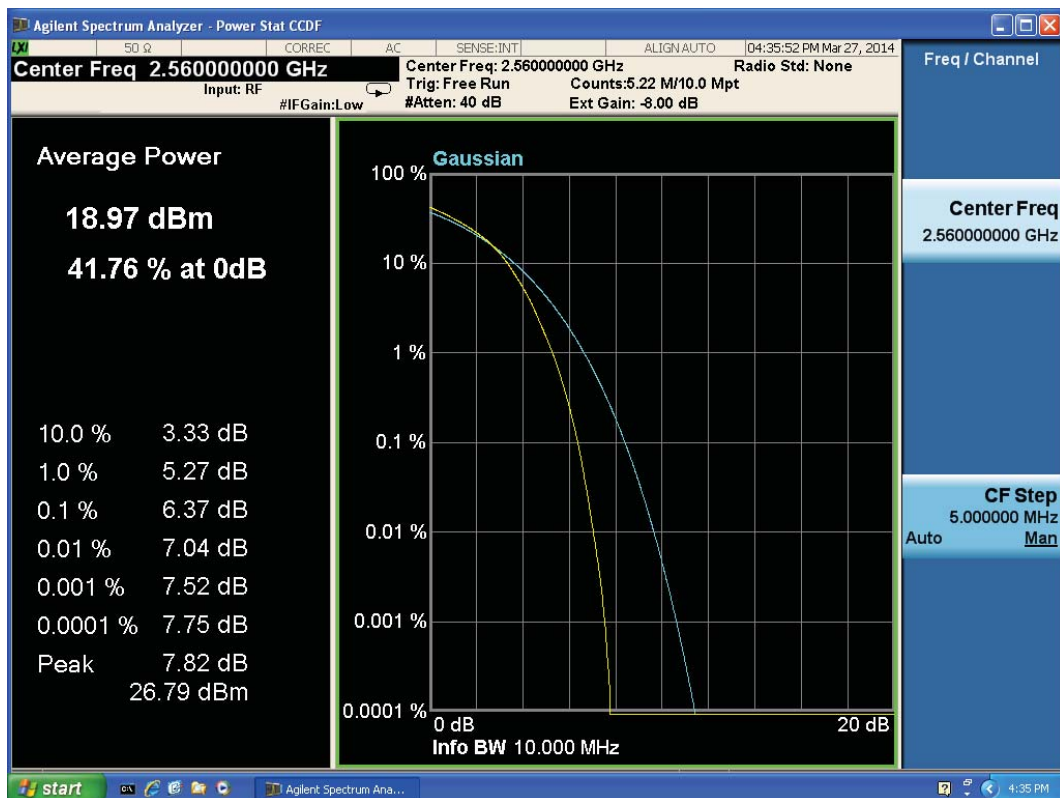 Agilent Spectrum Analyzer - Power Stat CCDF
LXI 50 Ω CORREC AC SENSE:INT ALIGNAUTO 04:35:52 PM Mar 27, 2014
Center Freq 2.560000000 GHz
Input: RF
#IFGain:Low
Center Freq: 2.560000000 GHz Radio Std: None
Trig: Free Run Counts:5.22 M/10.0 Mpt
#Atten: 40 dB Ext Gain: -8.00 dB
Average Power
18.97 dBm
41.76 % at 0dB
10.0 % 3.33 dB
1.0 % 5.27 dB
0.1 % 6.37 dB
0.01 % 7.04 dB
0.001 % 7.52 dB
0.0001 % 7.75 dB
Peak 7.82 dB
26.79 dBm
Gaussian
100 %
10 %
1 %
0.1 %
0.01 %
0.001 %
0.0001 %
0 dB 20 dB
Info BW 10.000 MHz
Freq / Channel
Center Freq
2.560000000 GHz
CF Step
5.000000 MHz
Auto Man
start Agilent Spectrum Ana... 4:35 PM